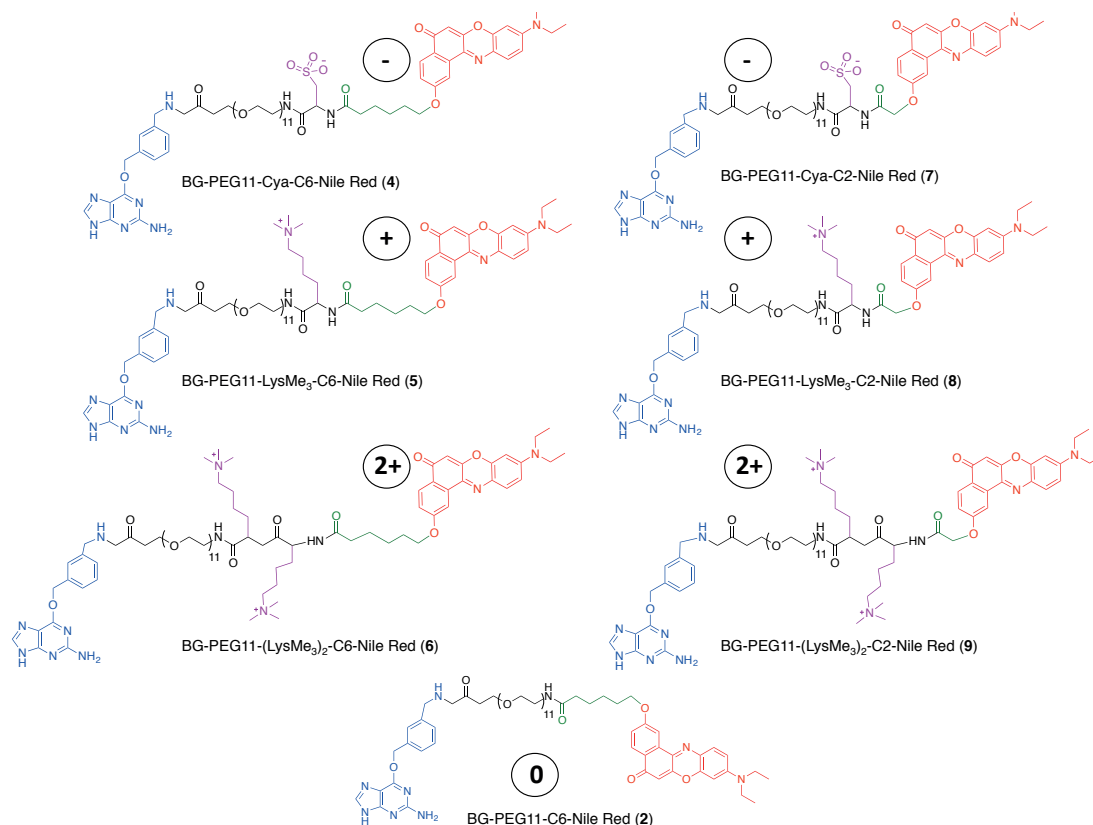 -
BG-PEG11-Cya-C6-Nile Red (4)
-
BG-PEG11-Cya-C2-Nile Red (7)
+
BG-PEG11-LysMe₃-C6-Nile Red (5)
+
BG-PEG11-LysMe₃-C2-Nile Red (8)
2+
BG-PEG11-(LysMe₃)₂-C6-Nile Red (6)
2+
BG-PEG11-(LysMe₃)₂-C2-Nile Red (9)
0
BG-PEG11-C6-Nile Red (2)